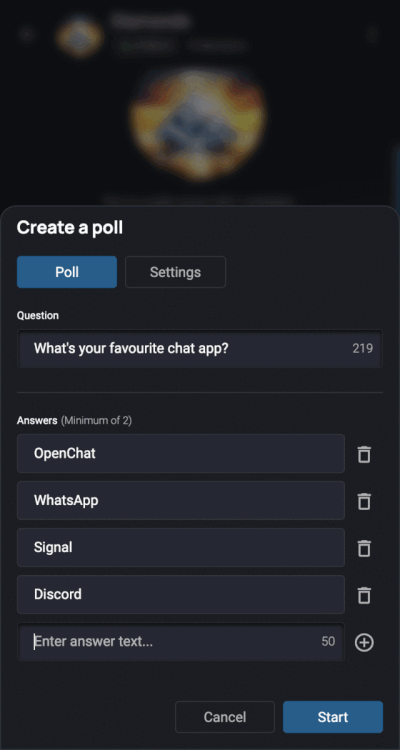 Create a poll
Poll
Settings
Question
What's your favourite chat app?
219
Answers (Minimum of 2)
OpenChat
WhatsApp
Signal
Discord
Enter answer text...
50
Cancel
Start